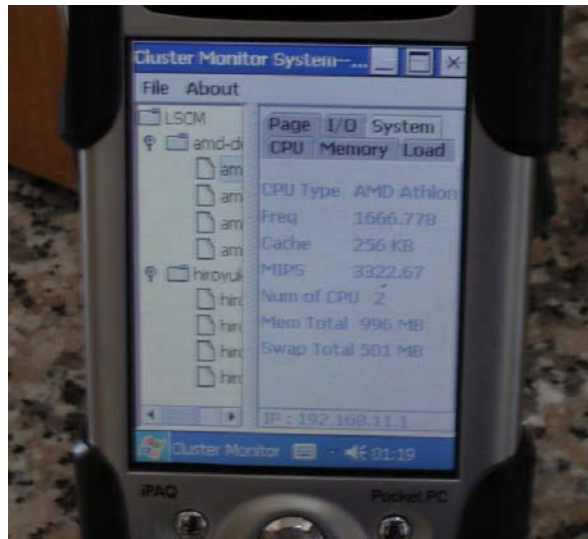 Cluster Monitor System--...
File About
LSCM
amd-d
am
am
am
am
hiroyuk
hir
hir
hir
hir
Page I/O System
CPU Memory Load
CPU Type AMD Athlon
Freq 1666.778
Cache 256 KB
MIPS 3322.67
Num of CPU 2
Mem Total 996 MB
Swap Total 501 MB
IP : 192.168.11.1
Cluster Monitor 01:19
iPAQ Pocket PC